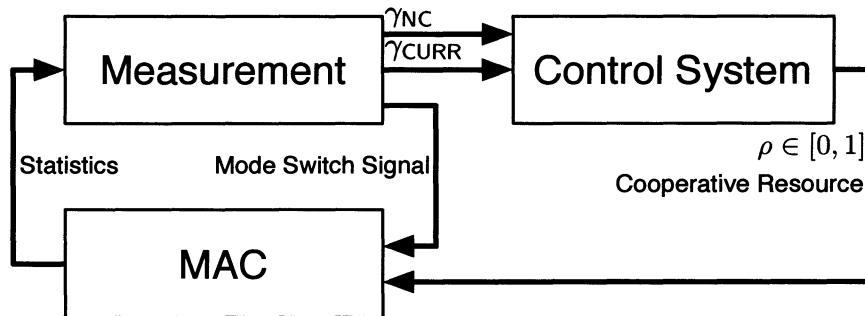 γNC
γCURR
Measurement
Control System
ρ ∈ [0, 1]
Statistics
Mode Switch Signal
Cooperative Resource
MAC